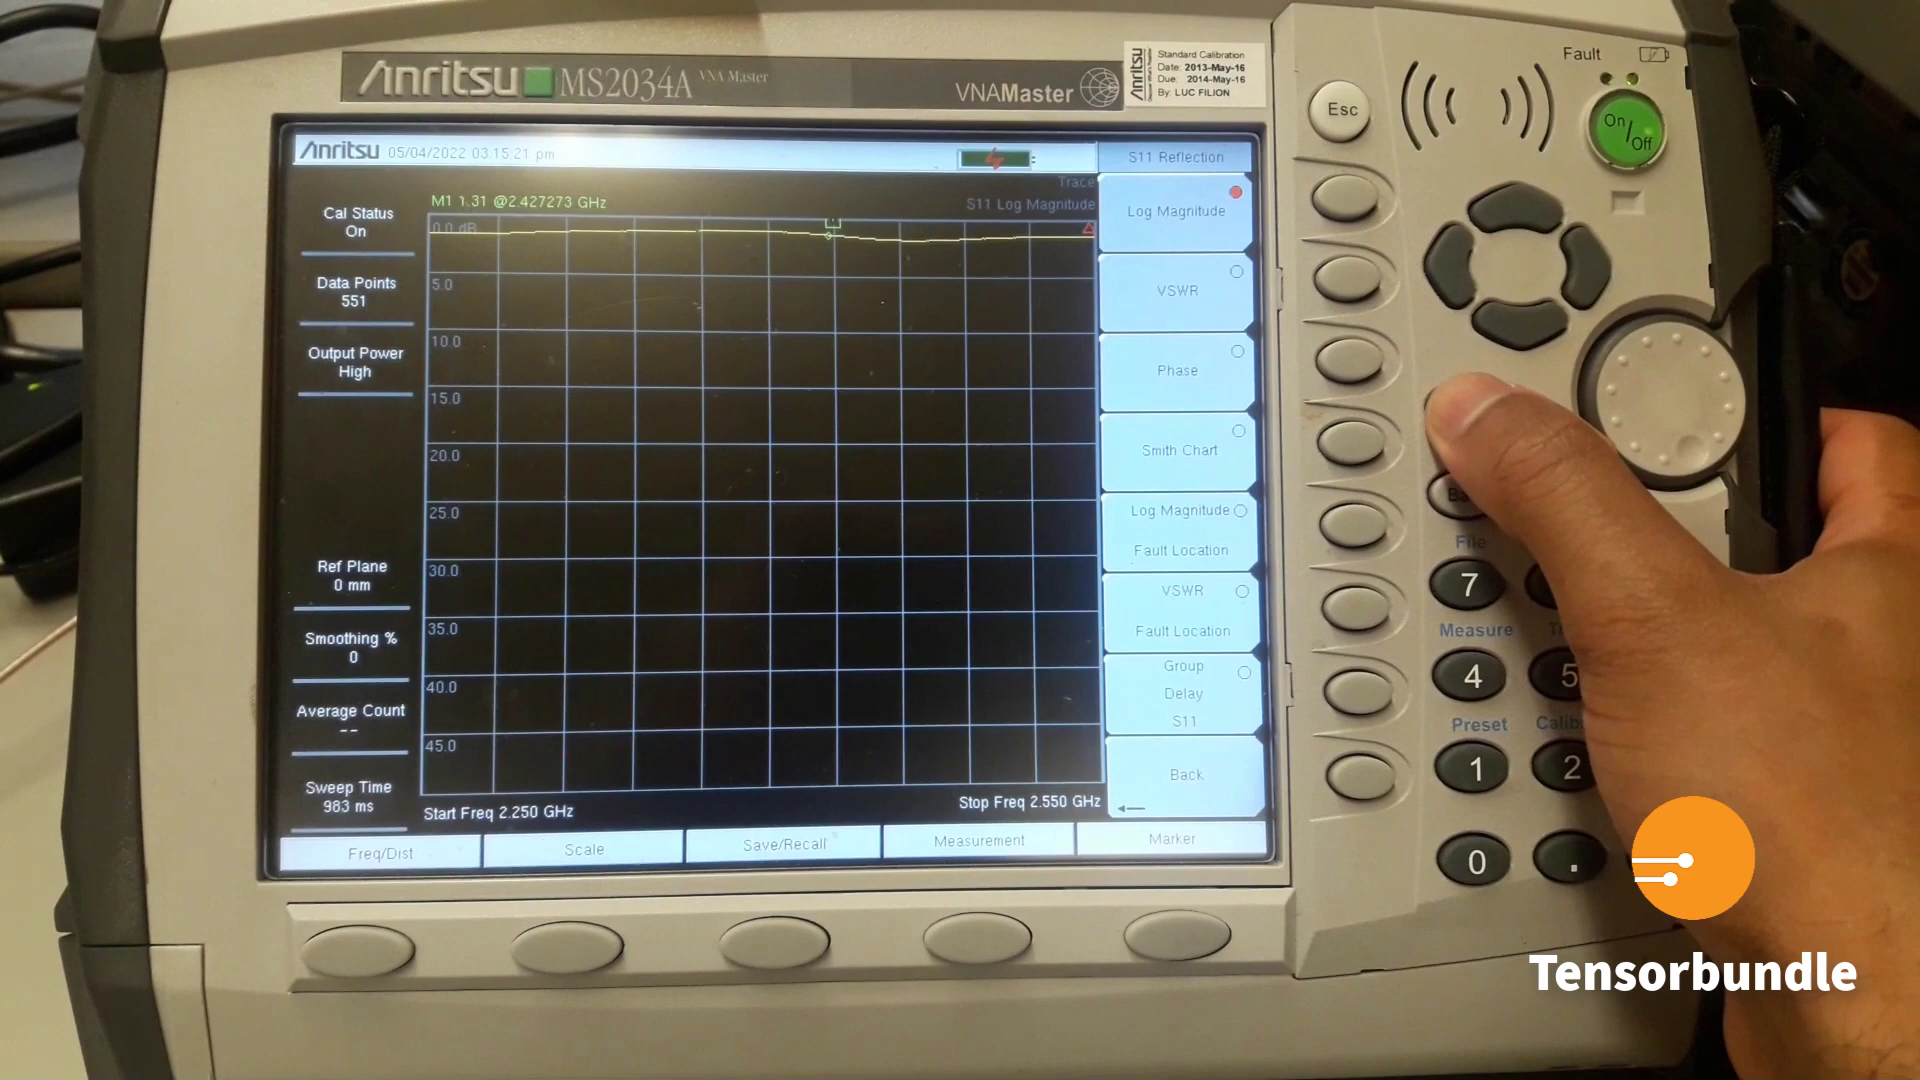 Anritsu MS2034A VNA Master
VNAMaster
Anritsu
Standard Calibration
Date: 2013-May-16
Due: 2014-May-16
By: LUC FILION
Fault
Esc
On/Off
Anritsu 05/04/2022 03:15:21 pm
S11 Reflection
Trace
M1 1.31 @2.427273 GHz
S11 Log Magnitude
Cal Status
On
Data Points
551
Output Power
High
Ref Plane
0 mm
Smoothing %
0
Average Count
--
Sweep Time
983 ms
0.0 dB
5.0
10.0
15.0
20.0
25.0
30.0
35.0
40.0
45.0
Start Freq 2.250 GHz
Stop Freq 2.550 GHz
Log Magnitude
VSWR
Phase
Smith Chart
Log Magnitude
Fault Location
VSWR
Fault Location
Group
Delay
S11
Back
Freq/Dist
Scale
Save/Recall
Measurement
Marker
File
7
Measure
4
5
Preset
1
2
0
.
Tensorbundle